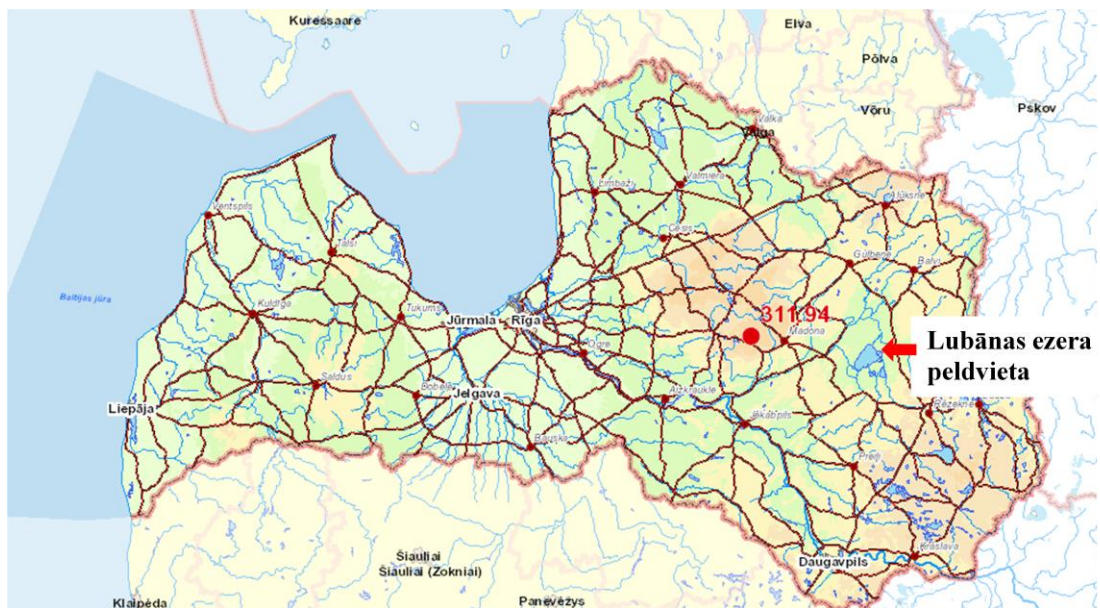 Kuressaare
Elva
Põlva
Võru
Pskov
Valka
Valga
Limbaži
Valmiera
Alūksne
Ventspils
Cēsis
Talsi
Gulbene
Balvi
Baltijas jūra
Kuldīga
Tukums
Jūrmala
Rīga
311.94
Madona
Lubānas ezera
peldvieta
Ogre
Saldus
Dobele
Jelgava
Aizkraukle
Liepāja
Jēkabpils
Rēzekne
Bauska
Preiļi
Krāslava
Daugavpils
Šiauliai
Šiauliai (Zokniai)
Klaipėda
Panevėžys